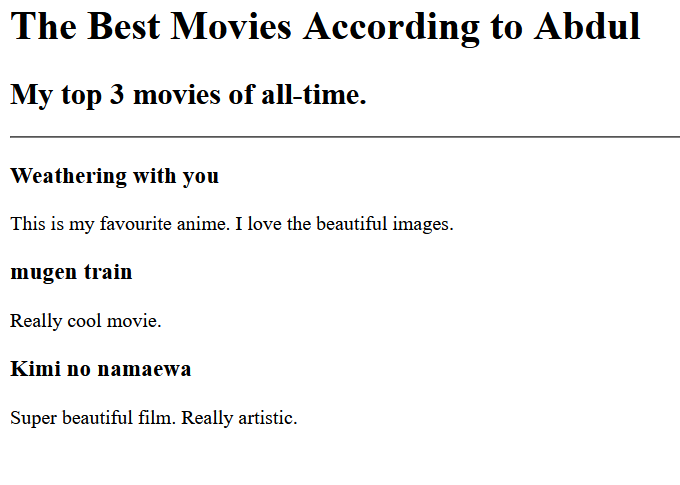 The Best Movies According to Abdul
My top 3 movies of all-time.
Weathering with you
This is my favourite anime. I love the beautiful images.
mugen train
Really cool movie.
Kimi no namaewa
Super beautiful film. Really artistic.